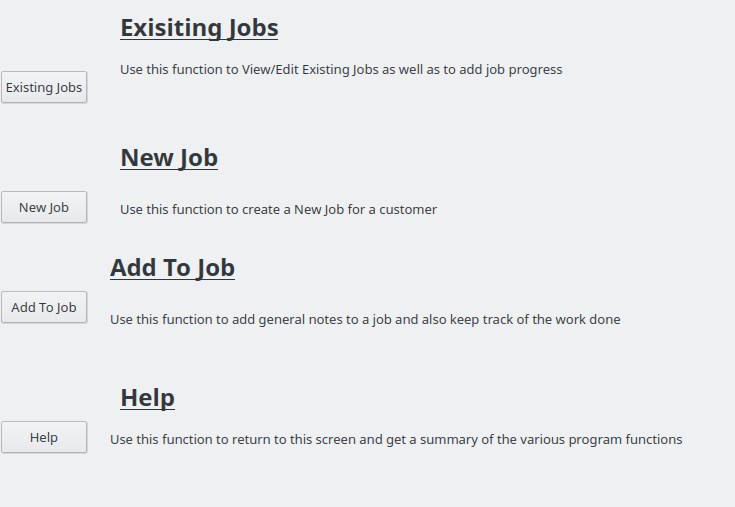 Exisiting Jobs
Use this function to View/Edit Existing Jobs as well as to add job progress
Existing Jobs
New Job
New Job
Use this function to create a New Job for a customer
Add To Job
Add To Job
Use this function to add general notes to a job and also keep track of the work done
Help
Help
Use this function to return to this screen and get a summary of the various program functions